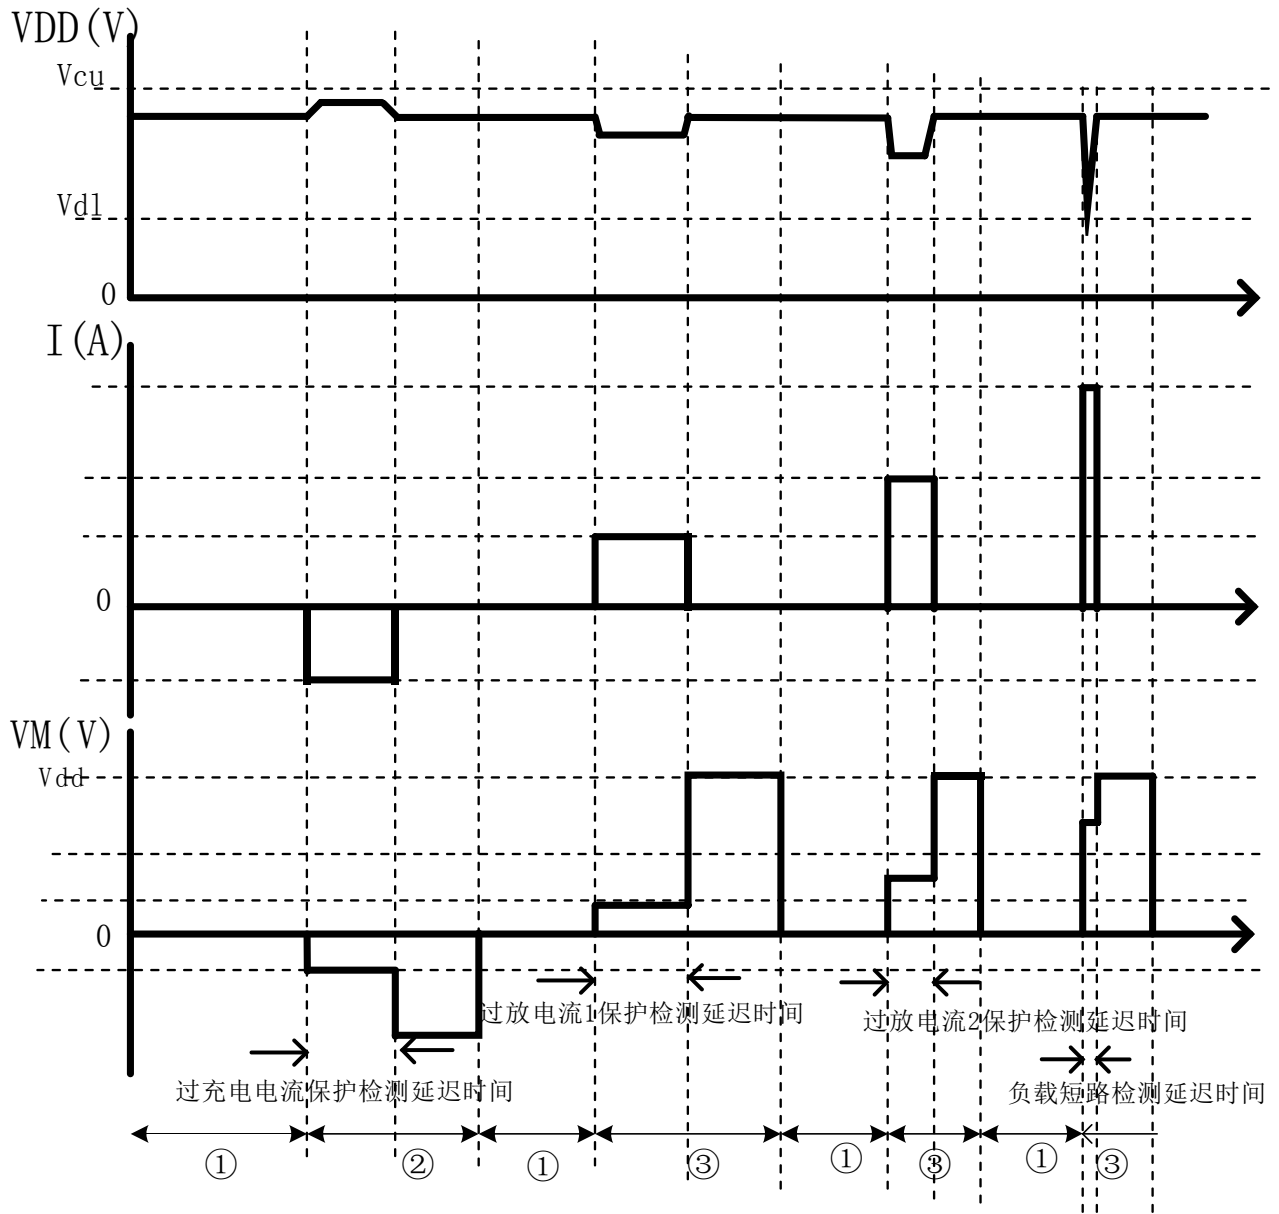 VDD(V)
Vcu
Vdl
0
I(A)
0
VM(V)
Vdd
0
过放电流1保护检测延迟时间
过放电流2保护检测延迟时间
过充电电流保护检测延迟时间
负载短路检测延迟时间
① ② ① ③ ① ③ ① ③